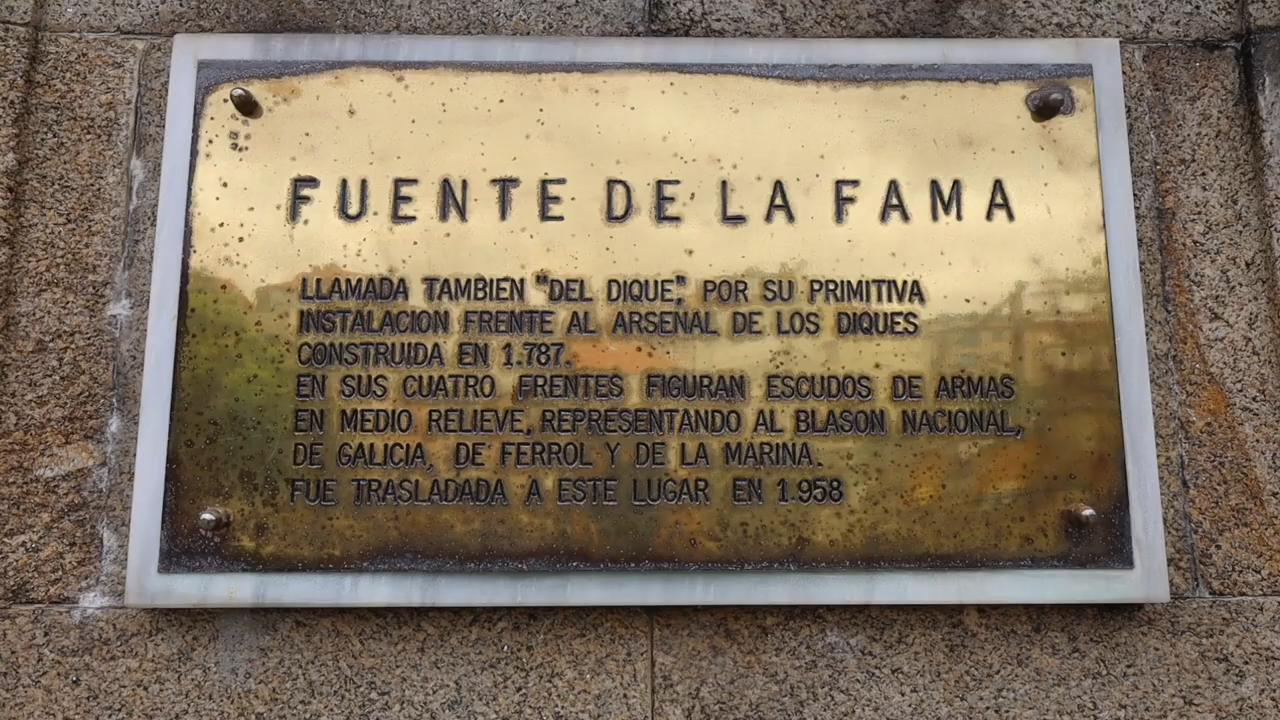 FUENTE DE LA FAMA
LLAMADA TAMBIEN "DEL DIQUE", POR SU PRIMITIVA
INSTALACION FRENTE AL ARSENAL DE LOS DIQUES
CONSTRUIDA EN 1.787.
EN SUS CUATRO FRENTES FIGURAN ESCUDOS DE ARMAS
EN MEDIO RELIEVE, REPRESENTANDO AL BLASON NACIONAL,
DE GALICIA, DE FERROL Y DE LA MARINA.
FUE TRASLADADA A ESTE LUGAR EN 1.958